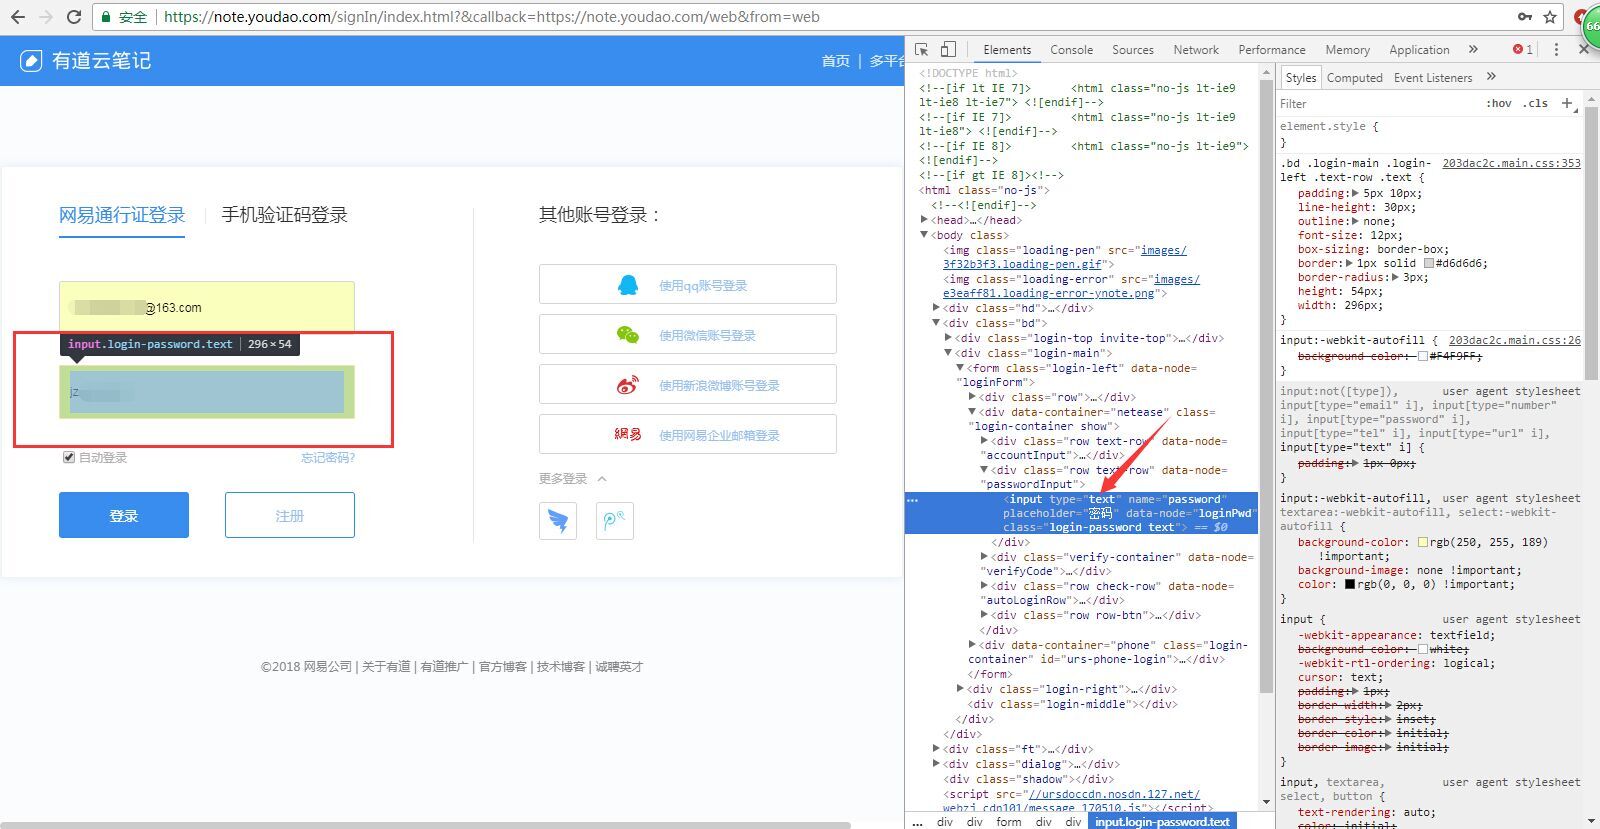 安全 | https://note.youdao.com/signIn/index.html?&callback=https://note.youdao.com/web&from=web
66
有道云笔记
首页 | 多平台
网易通行证登录
手机验证码登录
@163.com
input.login-password.text | 296×54
jz
自动登录
忘记密码?
登录
注册
其他账号登录：
使用qq账号登录
使用微信账号登录
使用新浪微博账号登录
網易 使用网易企业邮箱登录
更多登录
©2018 网易公司 | 关于有道 | 有道推广 | 官方博客 | 技术博客 | 诚聘英才
Elements Console Sources Network Performance Memory Application » 1
<!DOCTYPE html>
<!--[if lt IE 7]> <html class="no-js lt-ie9
lt-ie8 lt-ie7"> <![endif]-->
<!--[if IE 7]> <html class="no-js lt-ie9
lt-ie8"> <![endif]-->
<!--[if IE 8]> <html class="no-js lt-ie9">
<![endif]-->
<!--[if gt IE 8]><!-->
<html class="no-js">
<!--<![endif]-->
<head>…</head>
<body class>
<img class="loading-pen" src="images/
3f32b3f3.loading-pen.gif">
<img class="loading-error" src="images/
e3eaff81.loading-error-ynote.png">
<div class="hd">…</div>
<div class="bd">
<div class="login-top invite-top">…</div>
<div class="login-main">
<form class="login-left" data-node=
"loginForm">
<div class="row">…</div>
<div data-container="netease" class=
"login-container show">
<div class="row text-row" data-node=
"accountInput">…</div>
<div class="row text-row" data-node=
"passwordInput">
<input type="text" name="password"
placeholder="密码" data-node="loginPwd"
class="login-password text"> == $0
</div>
<div class="verify-container" data-node=
"verifyCode">…</div>
<div class="row check-row" data-node=
"autoLoginRow">…</div>
<div class="row row-btn">…</div>
</div>
<div data-container="phone" class="login-
container" id="urs-phone-login">…</div>
</form>
<div class="login-right">…</div>
<div class="login-middle"></div>
</div>
</div>
<div class="ft">…</div>
<div class="dialog">…</div>
<div class="shadow"></div>
<script src="//ursdoccdn.nosdn.127.net/
webzj_cdn101/message_170510.js"></script>
... div div form div div input.login-password.text
Styles Computed Event Listeners »
Filter :hov .cls +
element.style {
}
.bd .login-main .login- 203dac2c.main.css:353
left .text-row .text {
padding: 5px 10px;
line-height: 30px;
outline: none;
font-size: 12px;
box-sizing: border-box;
border: 1px solid #d6d6d6;
border-radius: 3px;
height: 54px;
width: 296px;
}
input:-webkit-autofill { 203dac2c.main.css:26
background-color: #F4F9FF;
}
input:not([type]), user agent stylesheet
input[type="email" i], input[type="number"
i], input[type="password" i],
input[type="tel" i], input[type="url" i],
input[type="text" i] {
padding: 1px 0px;
}
input:-webkit-autofill, user agent stylesheet
textarea:-webkit-autofill, select:-webkit-
autofill {
background-color: rgb(250, 255, 189)
!important;
background-image: none !important;
color: rgb(0, 0, 0) !important;
}
input { user agent stylesheet
-webkit-appearance: textfield;
background-color: white;
-webkit-rtl-ordering: logical;
cursor: text;
padding: 1px;
border-width: 2px;
border-style: inset;
border-color: initial;
border-image: initial;
}
input, textarea, user agent stylesheet
select, button {
text-rendering: auto;
color: initial;